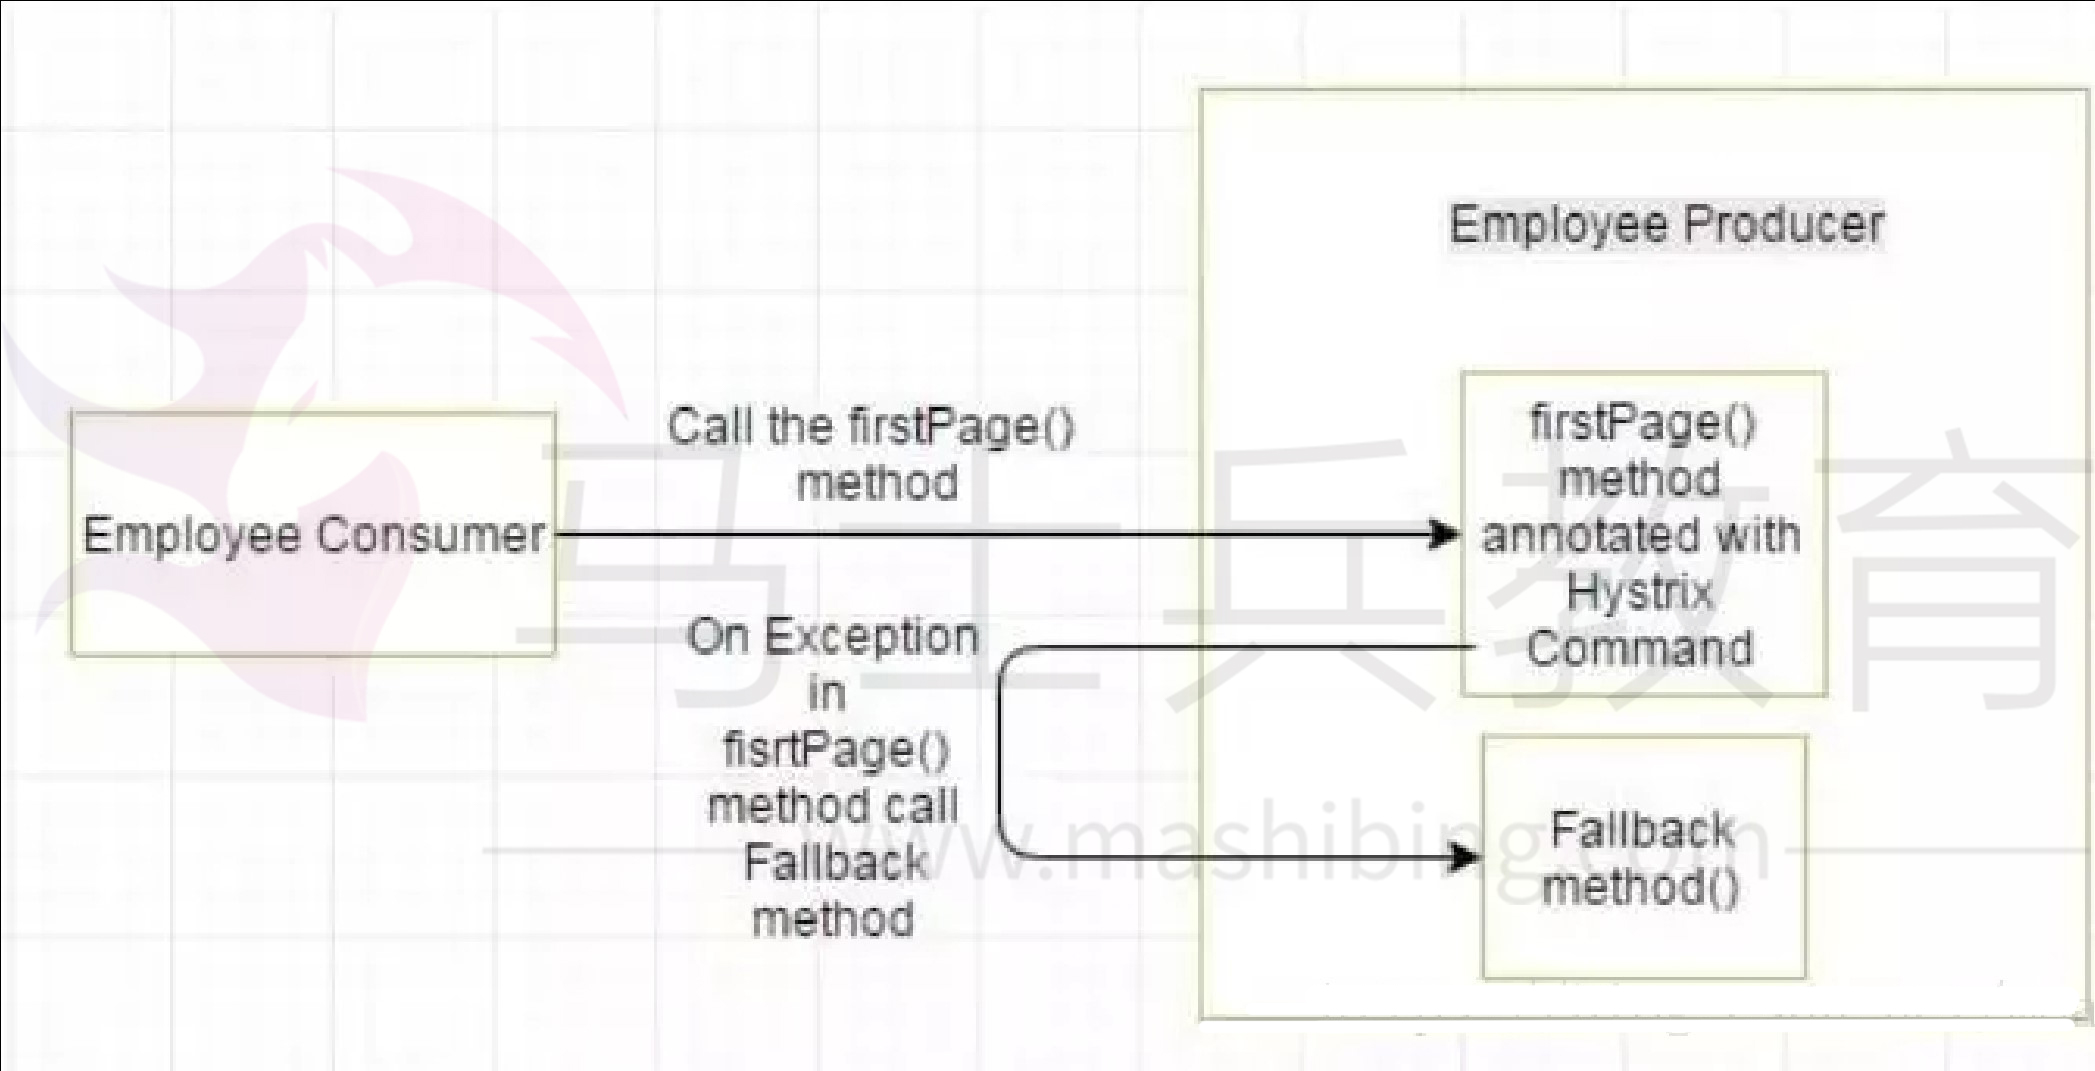 Employee Producer
Call the firstPage()
method
Employee Consumer
firstPage()
method
annotated with
Hystrix
Command
On Exception
in
fisrtPage()
method call
Fallback
method
Fallback
method()
马士兵教育
www.mashibing.com